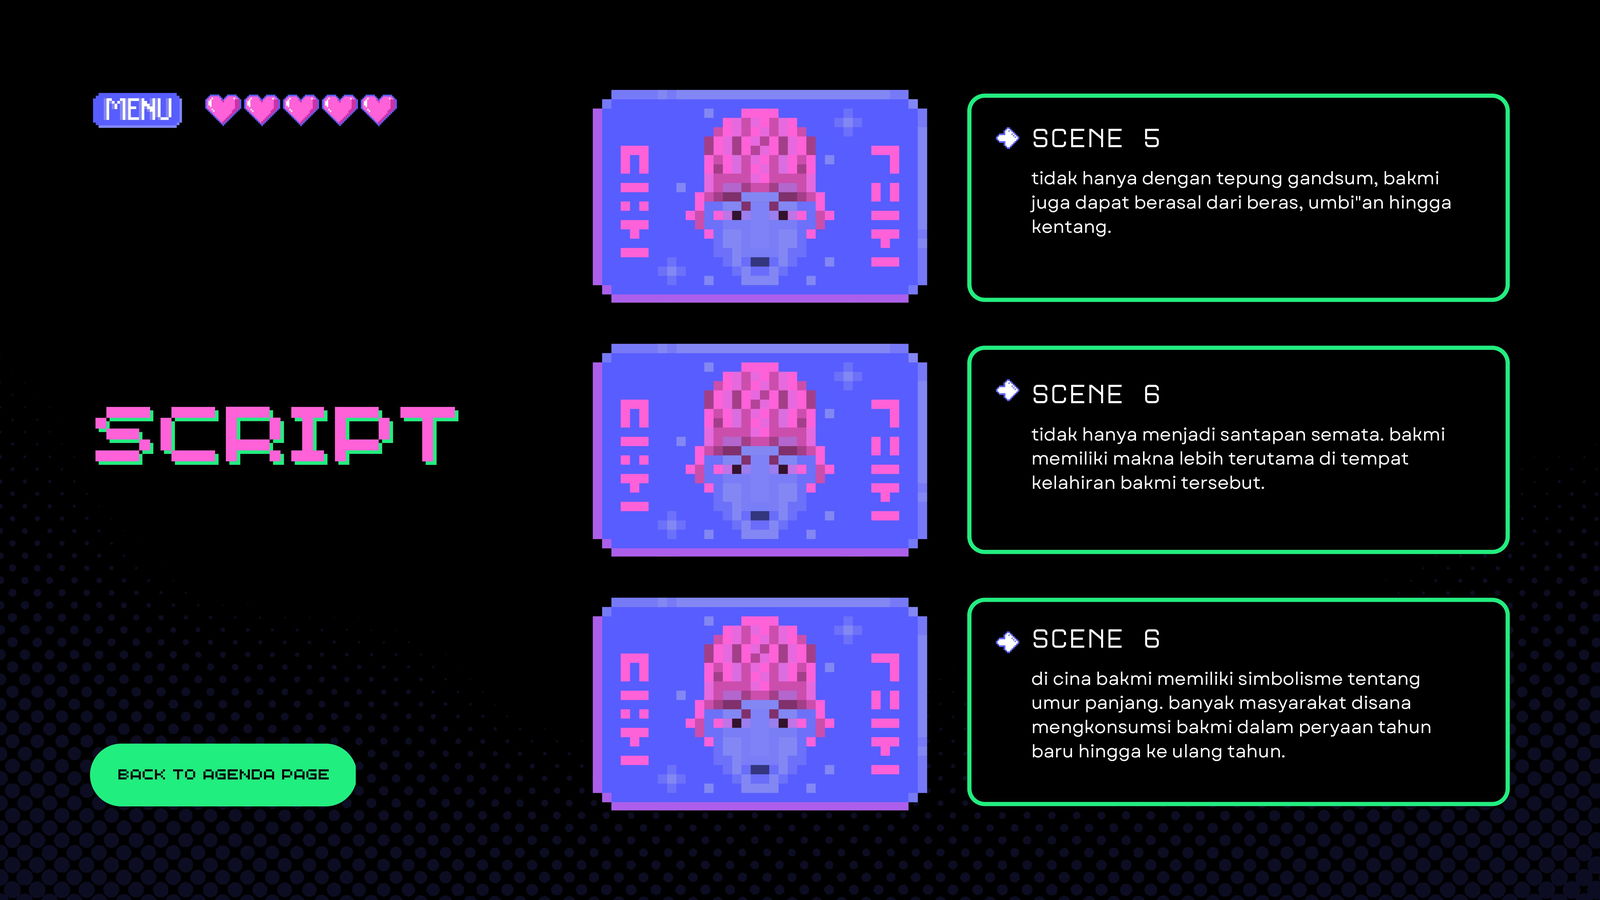 MENU
SCRIPT
BACK TO AGENDA PAGE
SCENE 5
tidak hanya dengan tepung gandsum, bakmi
juga dapat berasal dari beras, umbi"an hingga
kentang.
SCENE 6
tidak hanya menjadi santapan semata. bakmi
memiliki makna lebih terutama di tempat
kelahiran bakmi tersebut.
SCENE 6
di cina bakmi memiliki simbolisme tentang
umur panjang. banyak masyarakat disana
mengkonsumsi bakmi dalam peryaan tahun
baru hingga ke ulang tahun.